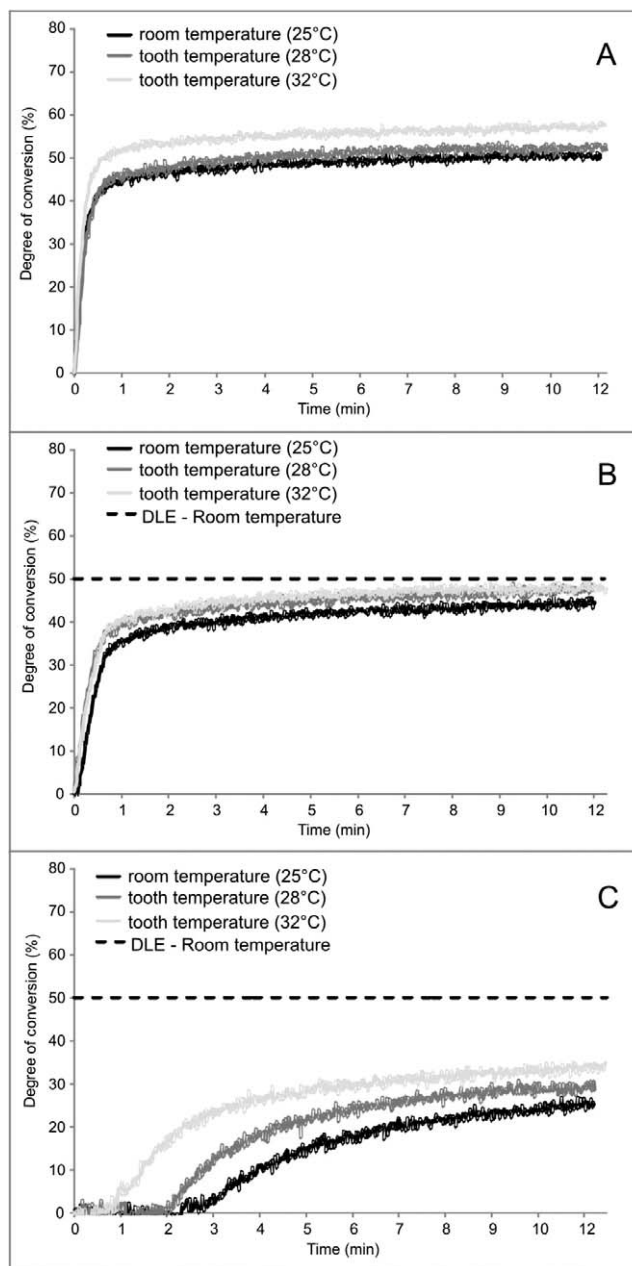 room temperature (25°C)
tooth temperature (28°C)
tooth temperature (32°C)
A
Degree of conversion (%)
80
70
60
50
40
30
20
10
0
0 1 2 3 4 5 6 7 8 9 10 11 12
Time (min)
room temperature (25°C)
tooth temperature (28°C)
tooth temperature (32°C)
DLE - Room temperature
B
Degree of conversion (%)
80
70
60
50
40
30
20
10
0
0 1 2 3 4 5 6 7 8 9 10 11 12
Time (min)
room temperature (25°C)
tooth temperature (28°C)
tooth temperature (32°C)
DLE - Room temperature
C
Degree of conversion (%)
80
70
60
50
40
30
20
10
0
0 1 2 3 4 5 6 7 8 9 10 11 12
Time (min)